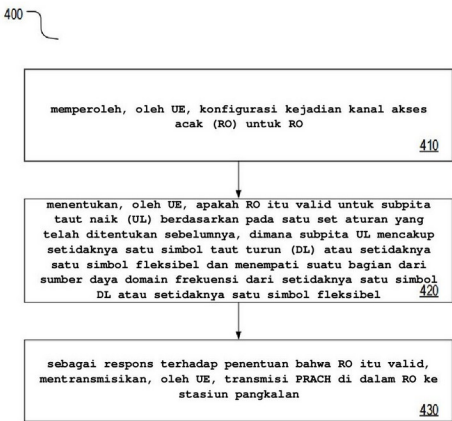 400
memperoleh, oleh UE, konfigurasi kejadian kanal akses
acak (RO) untuk RO
410
menentukan, oleh UE, apakah RO itu valid untuk subpita
taut naik (UL) berdasarkan pada satu set aturan yang
telah ditentukan sebelumnya, dimana subpita UL mencakup
setidaknya satu simbol taut turun (DL) atau setidaknya
satu simbol fleksibel dan menempati suatu bagian dari
sumber daya domain frekuensi dari setidaknya satu simbol
DL atau setidaknya satu simbol fleksibel
420
sebagai respons terhadap penentuan bahwa RO itu valid,
mentransmisikan, oleh UE, transmisi PRACH di dalam RO ke
stasiun pangkalan
430